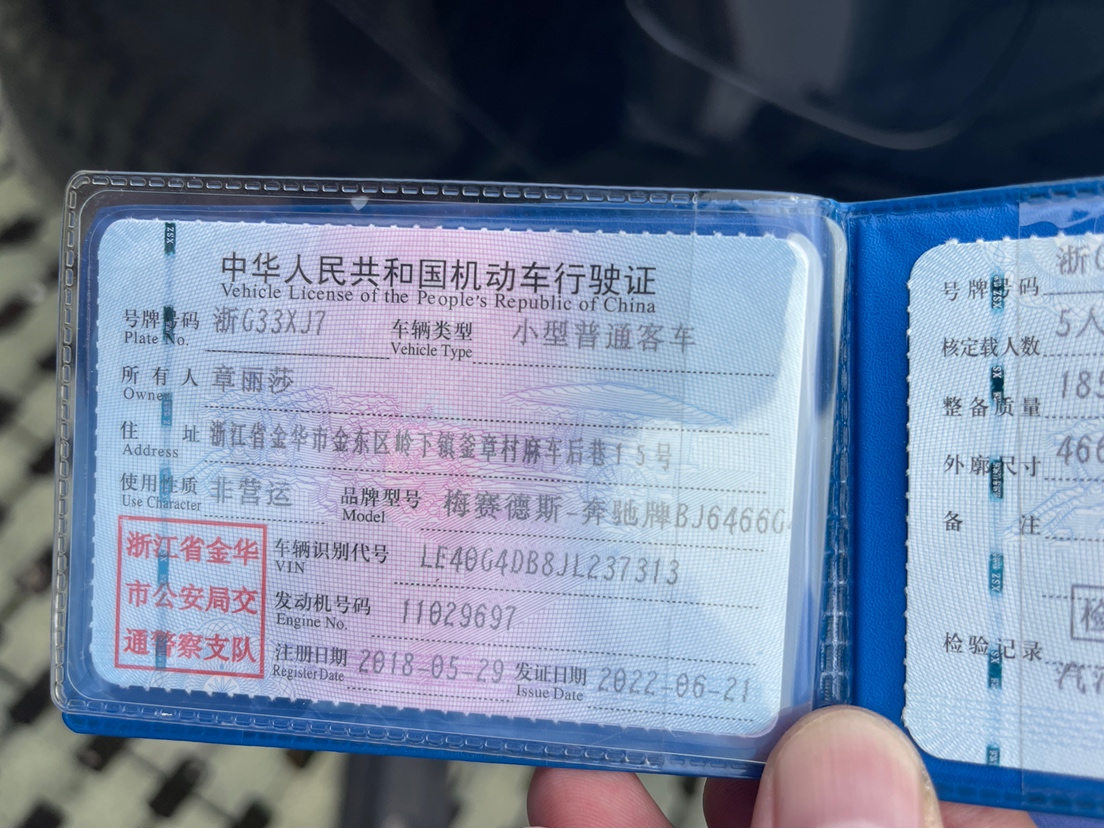 中华人民共和国机动车行驶证
Vehicle License of the People's Republic of China
号牌号码 浙G33XJ7 车辆类型 小型普通客车
Plate No. Vehicle Type
所有人 章丽莎
Owner
住址 浙江省金华市金东区岭下镇釜章村麻车后巷15号
Address
使用性质 非营运 品牌型号 梅赛德斯-奔驰牌BJ6466G
Use Character Model
浙江省金华
市公安局交
通警察支队
车辆识别代号 LE40G4DB8JL237313
VIN
发动机号码 11029697
Engine No.
注册日期 2018-05-29 发证日期 2022-06-21
Register Date Issue Date
号牌号码 浙G
核定载人数 5人
整备质量 185
外廓尺寸 466
备注
检验记录 检